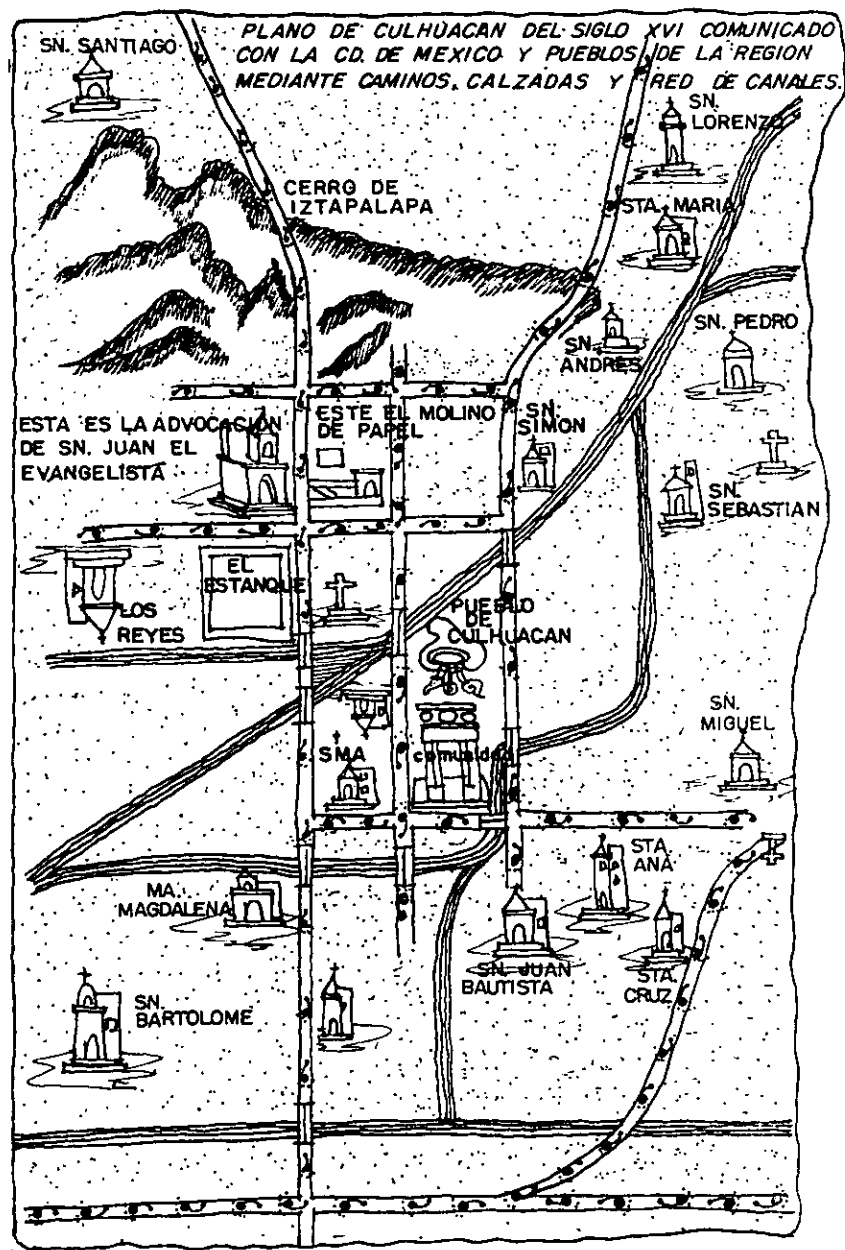 PLANO DE CULHUACAN DEL SIGLO XVI COMUNICADO
CON LA CD. DE MEXICO Y PUEBLOS DE LA REGION
MEDIANTE CAMINOS, CALZADAS Y RED DE CANALES.
SN. SANTIAGO
SN.
LORENZO
CERRO DE
IZTAPALAPA
STA. MARIA
SN. PEDRO
SN.
ANDRES
ESTA ES LA ADVOCACION
DE SN. JUAN EL
EVANGELISTA
ESTE EL MOLINO
DE PAPEL
SN.
SIMON
SN.
SEBASTIAN
EL
ESTANQUE
LOS
REYES
PUEBLO
DE
CULHUACAN
SN.
MIGUEL
SMA
comunidad
STA
ANA
MA.
MAGDALENA
SN. JUAN
BAUTISTA
STA.
CRUZ
SN.
BARTOLOME